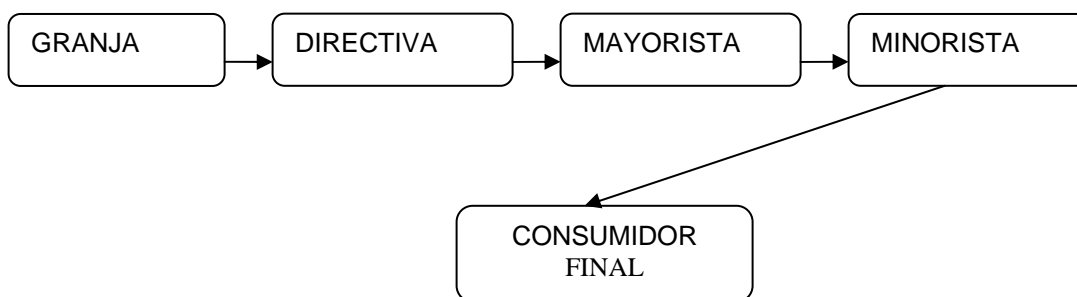 GRANJA
DIRECTIVA
MAYORISTA
MINORISTA
CONSUMIDOR
FINAL